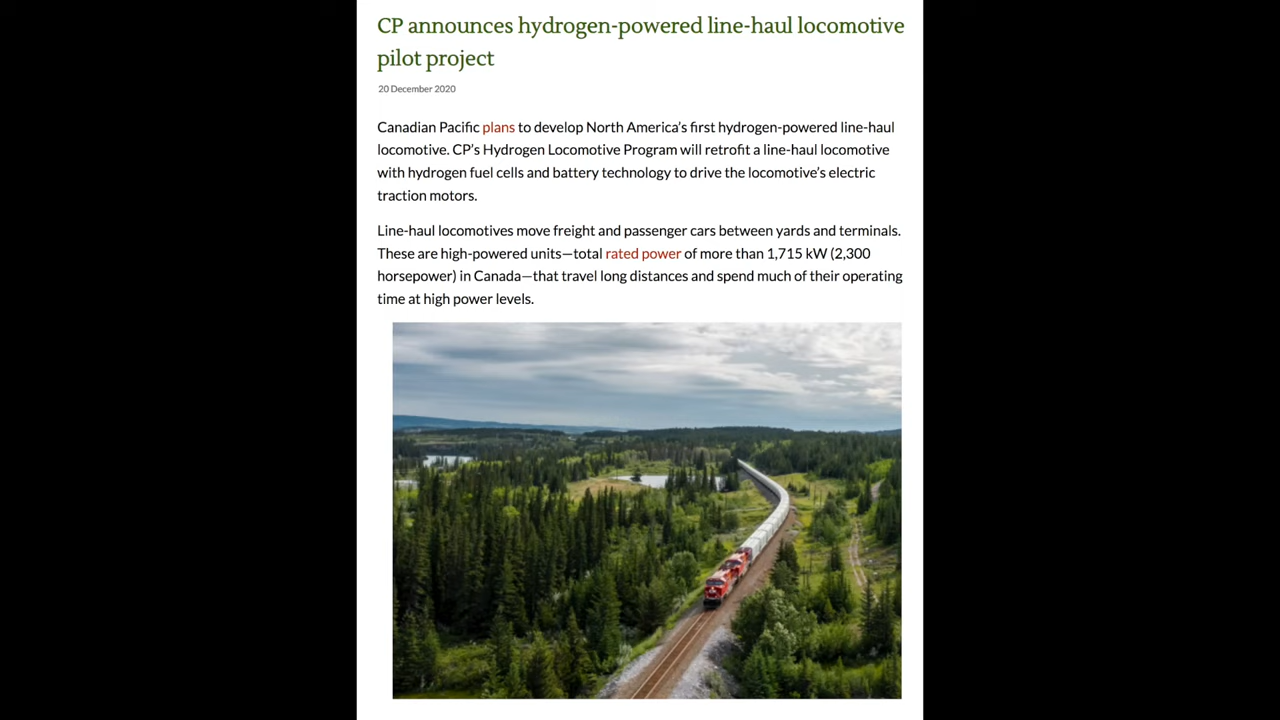 CP announces hydrogen-powered line-haul locomotive
pilot project
20 December 2020
Canadian Pacific plans to develop North America’s first hydrogen-powered line-haul
locomotive. CP’s Hydrogen Locomotive Program will retrofit a line-haul locomotive
with hydrogen fuel cells and battery technology to drive the locomotive’s electric
traction motors.
Line-haul locomotives move freight and passenger cars between yards and terminals.
These are high-powered units—total rated power of more than 1,715 kW (2,300
horsepower) in Canada—that travel long distances and spend much of their operating
time at high power levels.